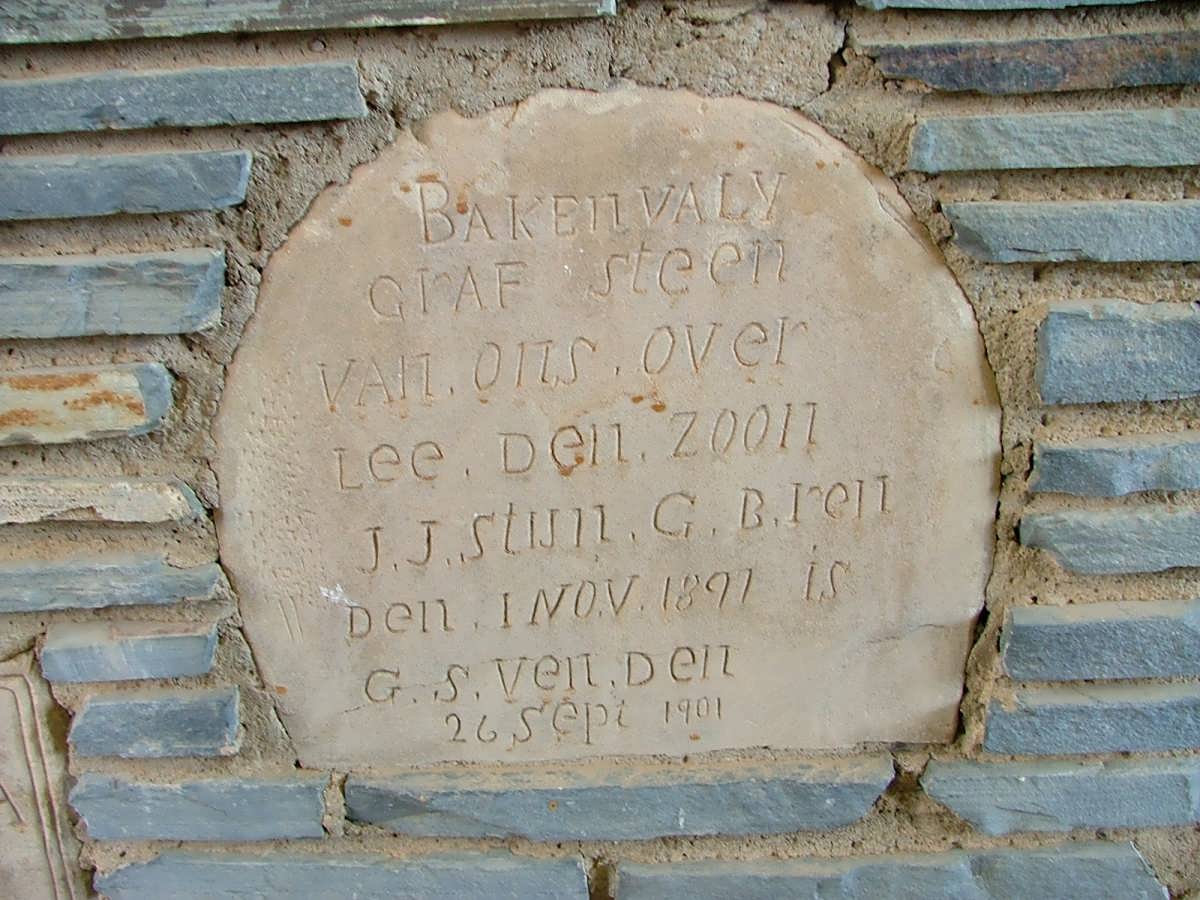 BAKEnVALY
GrAF steen
VAn. ons. over
Lee. Den. ZOOn
J.J. stijn. G. B. ren
Den. 1 NOV. 1891 is
G. S. Ven. Den
26 sept 1901